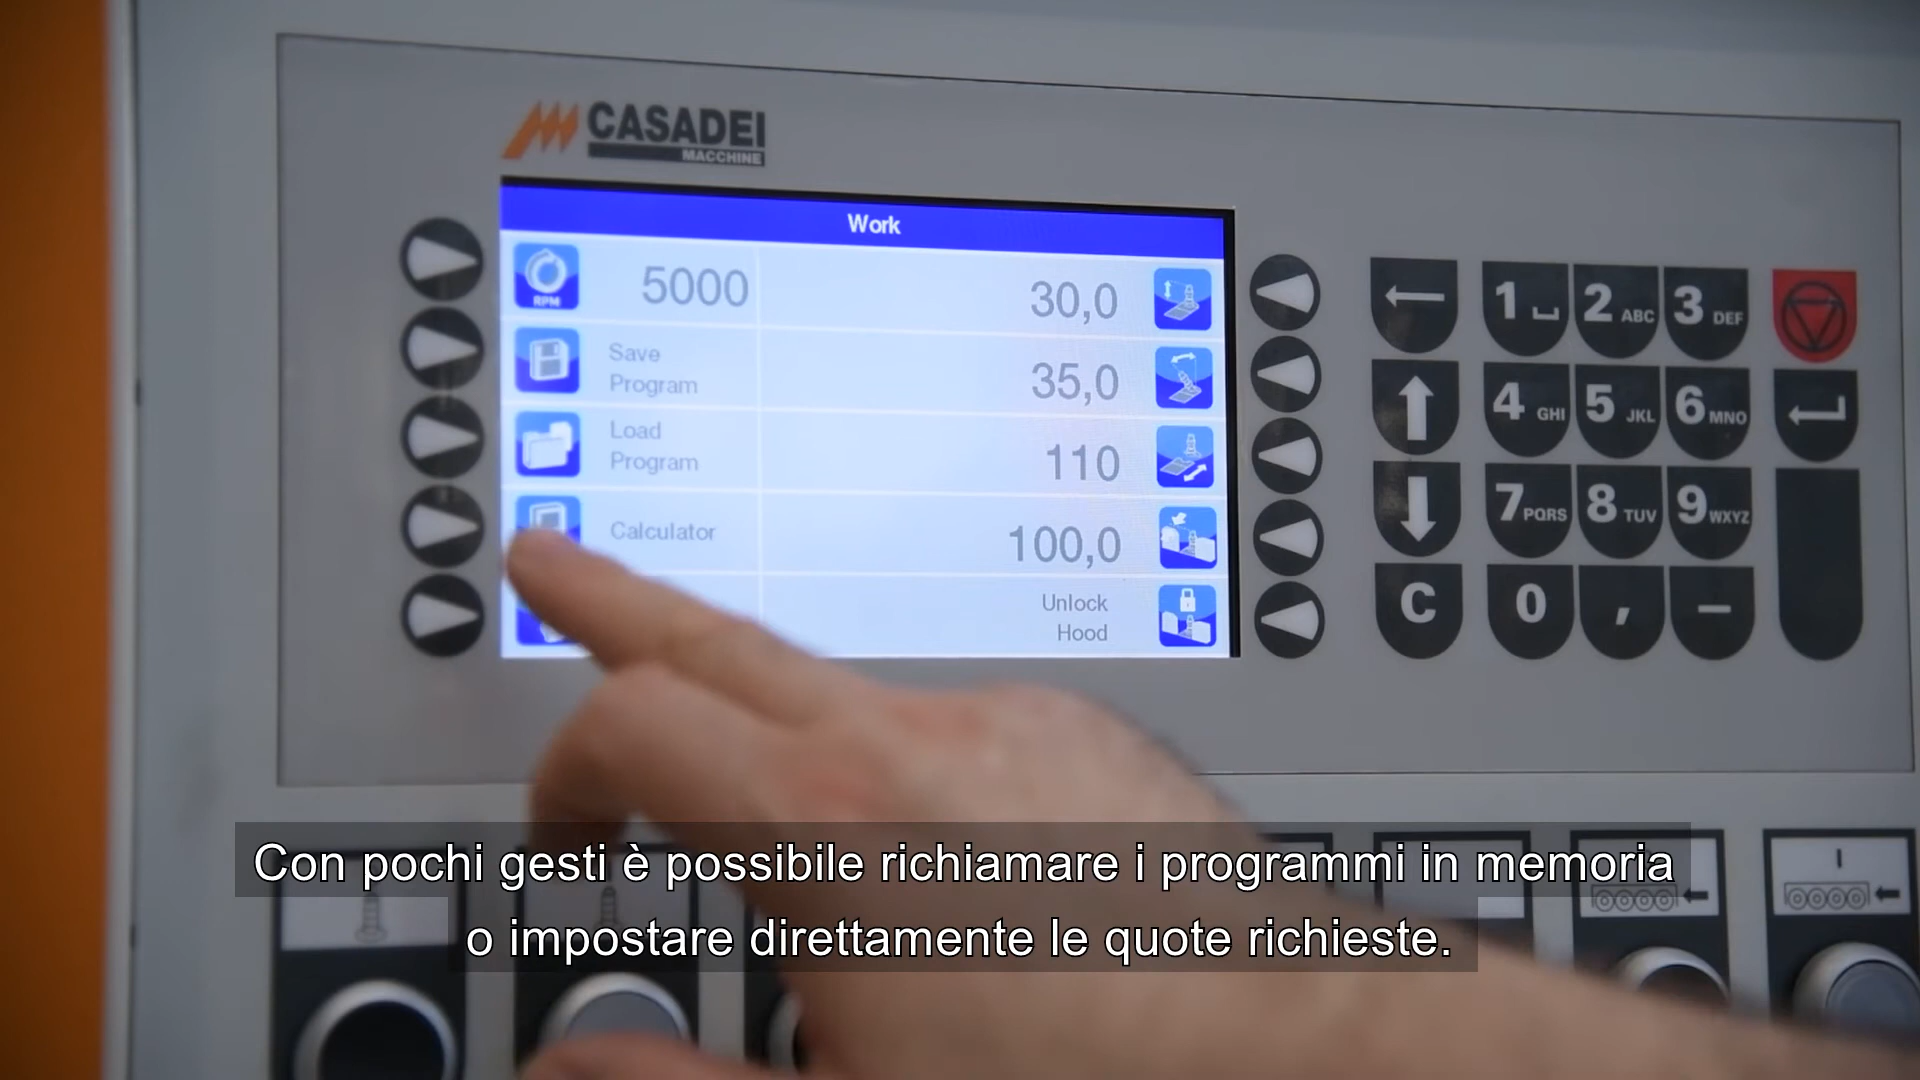 CASADEI
MACCHINE
Work
RPM
5000
30,0
Save
Program
35,0
Load
Program
110
Calculator
100,0
Unlock
Hood
1 2 ABC 3 DEF
4 GHI 5 JKL 6 MNO
7 PQRS 8 TUV 9 WXYZ
C 0 , –
Con pochi gesti è possibile richiamare i programmi in memoria
o impostare direttamente le quote richieste.